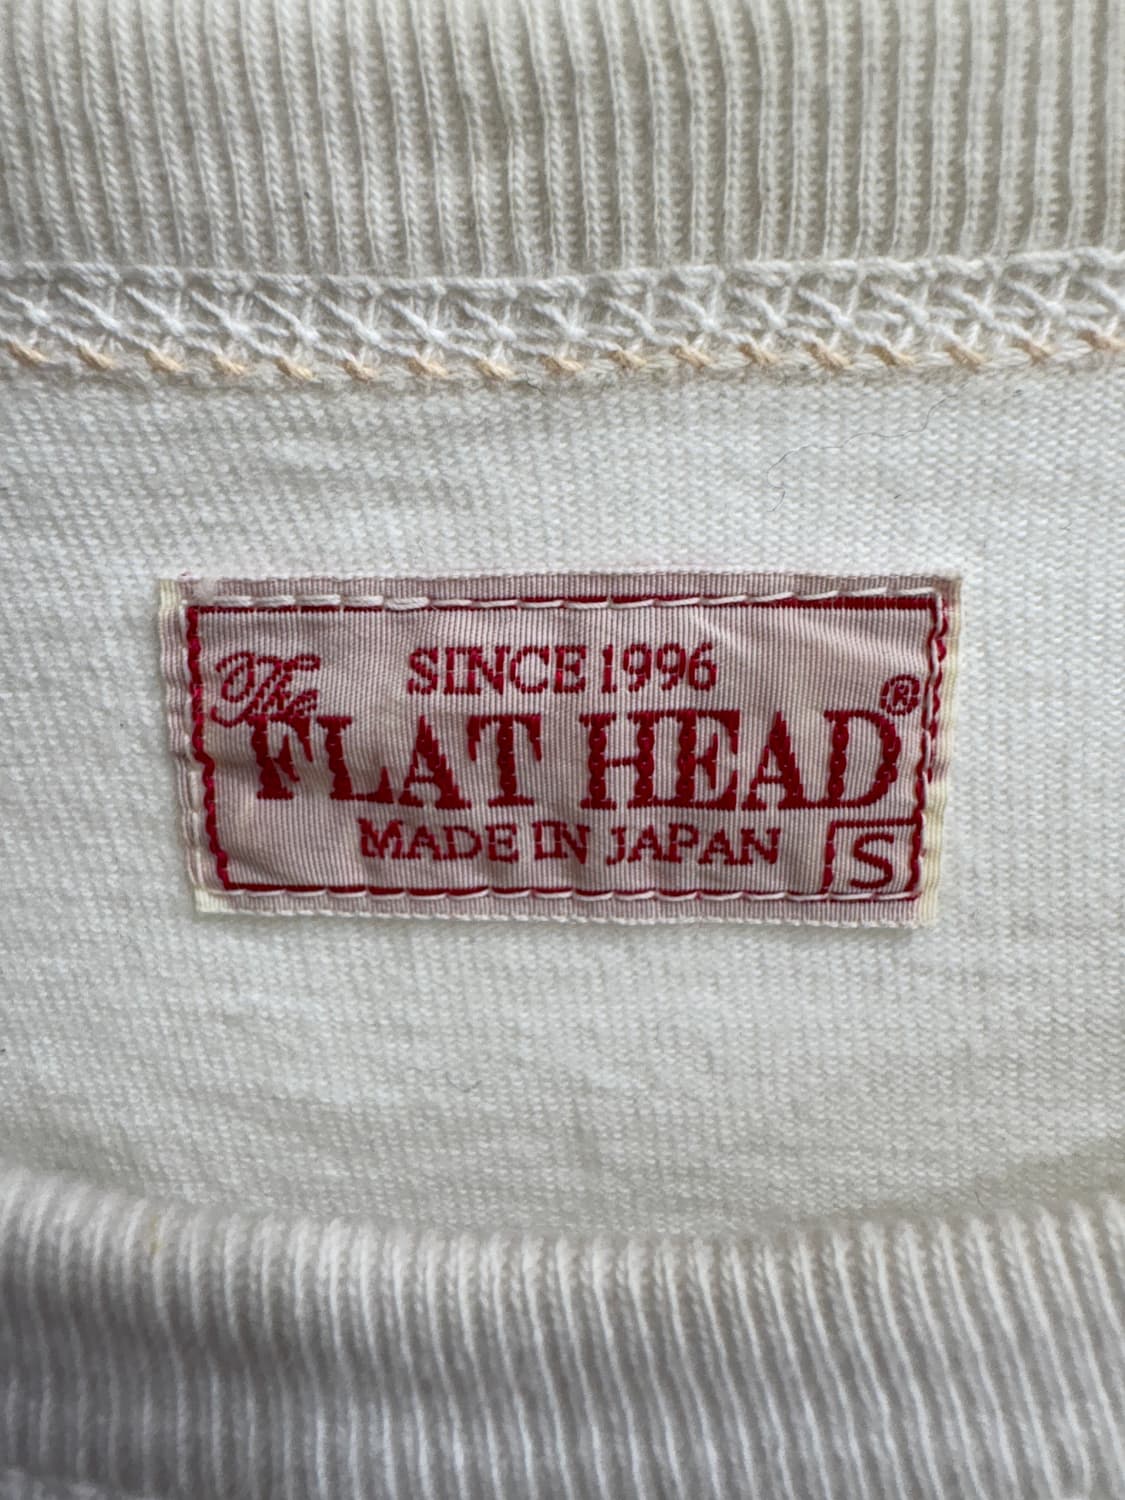 SINCE 1996
The FLAT HEAD®
MADE IN JAPAN
S